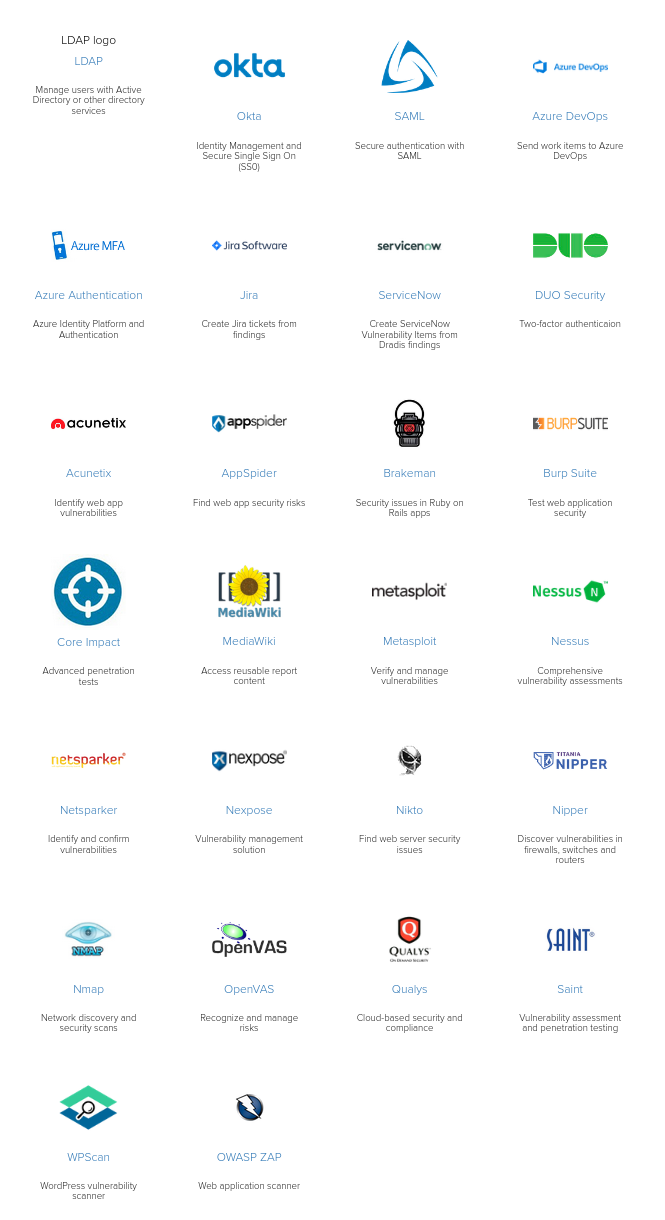 LDAP logo
LDAP
Manage users with Active
Directory or other directory
services
okta
Okta
Identity Management and
Secure Single Sign On
(SS0)
SAML
Secure authentication with
SAML
Azure DevOps
Azure DevOps
Send work items to Azure
DevOps
Azure MFA
Azure Authentication
Azure Identity Platform and
Authentication
Jira Software
Jira
Create Jira tickets from
findings
servicenow
ServiceNow
Create ServiceNow
Vulnerability Items from
Dradis findings
DUO
DUO Security
Two-factor authenticaion
acunetix
Acunetix
Identify web app
vulnerabilities
appspider
AppSpider
Find web app security risks
Brakeman
Security issues in Ruby on
Rails apps
BURPSUITE
Burp Suite
Test web application
security
Core Impact
Advanced penetration
tests
[[ ]]
MediaWiki
MediaWiki
Access reusable report
content
metasploit®
Metasploit
Verify and manage
vulnerabilities
Nessus N ™
Nessus
Comprehensive
vulnerability assessments
netsparker®
Netsparker
Identify and confirm
vulnerabilities
nexpose®
Nexpose
Vulnerability management
solution
Nikto
Find web server security
issues
TITANIA
NIPPER
Nipper
Discover vulnerabilities in
firewalls, switches and
routers
NMAP
Nmap
Network discovery and
security scans
OpenVAS
OpenVAS
Recognize and manage
risks
Q
QUALYS™
ON DEMAND SECURITY
Qualys
Cloud-based security and
compliance
SAINT®
Saint
Vulnerability assessment
and penetration testing
WPScan
WordPress vulnerability
scanner
OWASP ZAP
Web application scanner